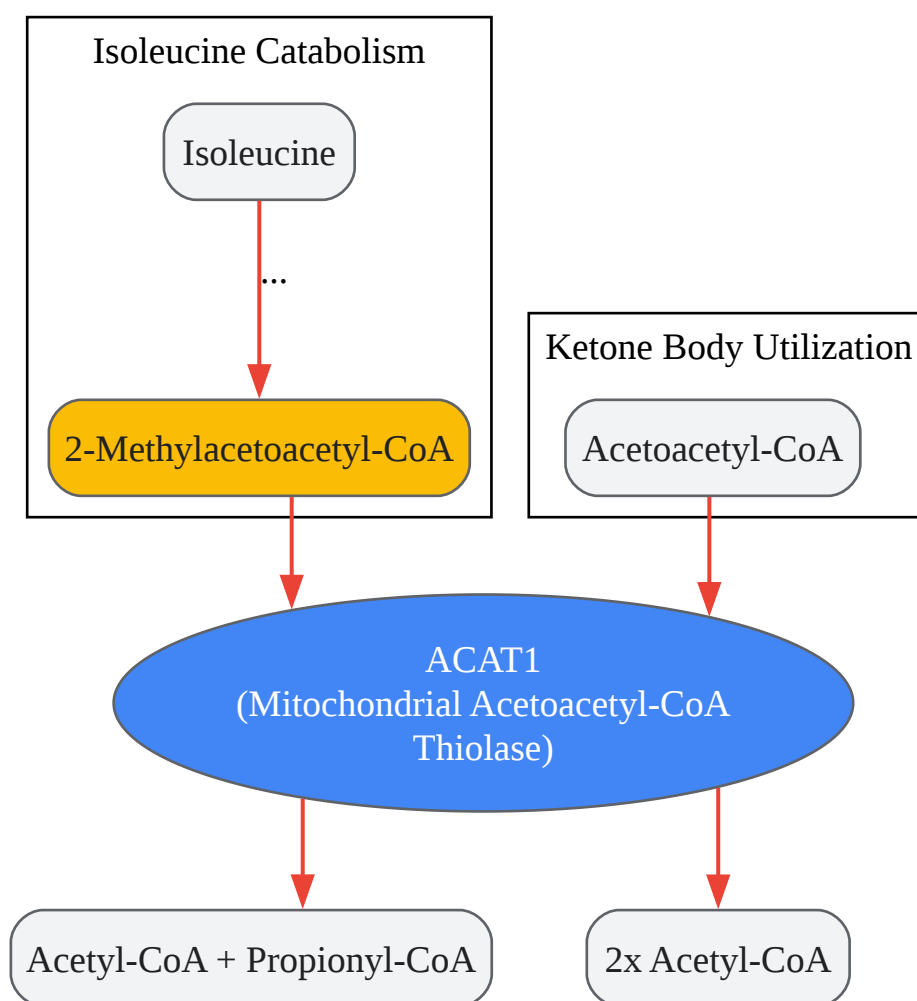 Isoleucine Catabolism
Isoleucine
...
Ketone Body Utilization
2-Methylacetoacetyl-CoA
Acetoacetyl-CoA
ACAT1
(Mitochondrial Acetoacetyl-CoA
Thiolase)
Acetyl-CoA + Propionyl-CoA
2x Acetyl-CoA